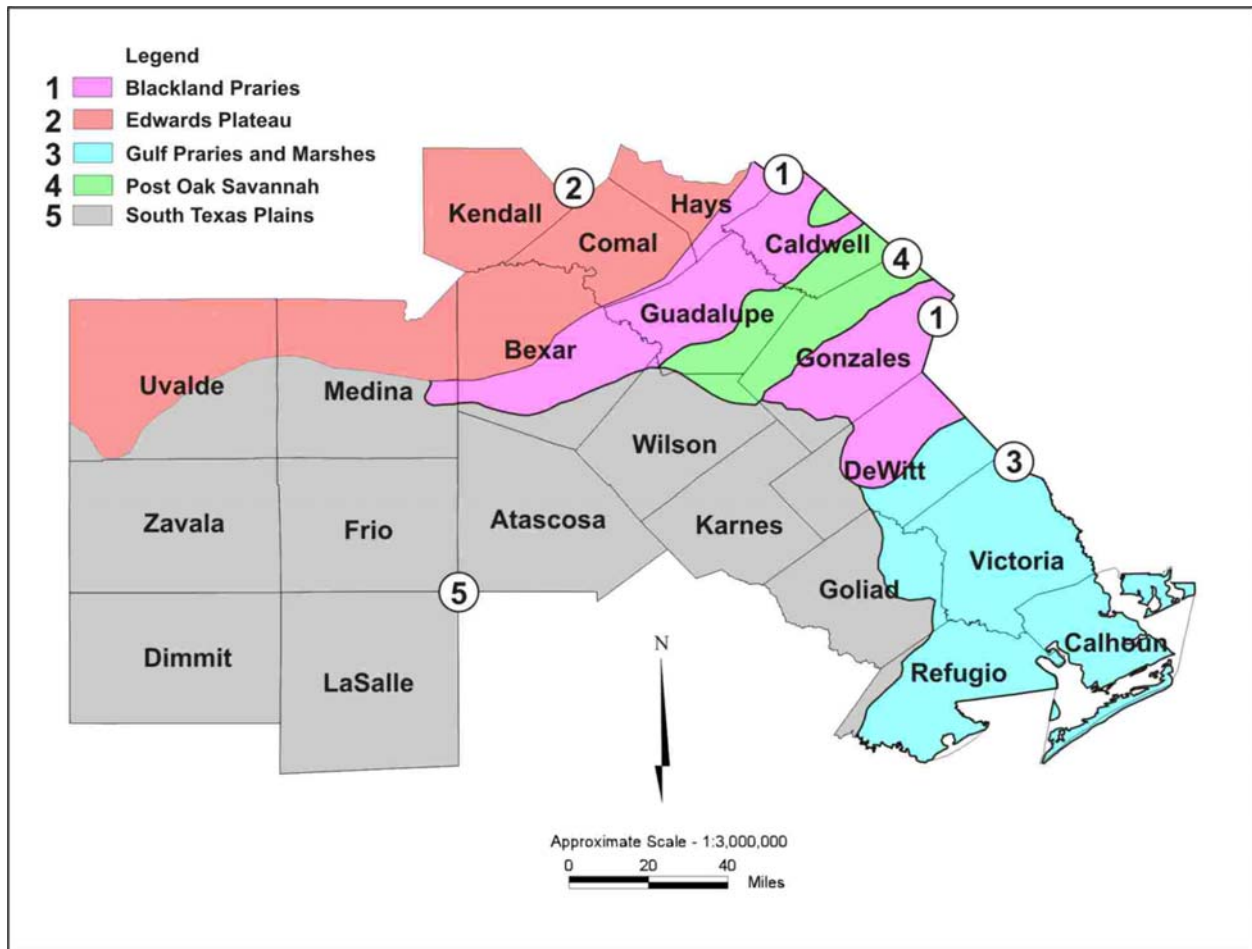 Legend
1 Blackland Praries
2 Edwards Plateau
3 Gulf Praries and Marshes
4 Post Oak Savannah
5 South Texas Plains
1
2
Kendall
Hays
Comal
Caldwell
4
Guadalupe
1
Bexar
Gonzales
Uvalde
Medina
Wilson
DeWitt
3
Zavala
Frio
Atascosa
Karnes
Victoria
Goliad
5
Calhoun
Dimmit
LaSalle
Refugio
N
Approximate Scale - 1:3,000,000
0 20 40
Miles